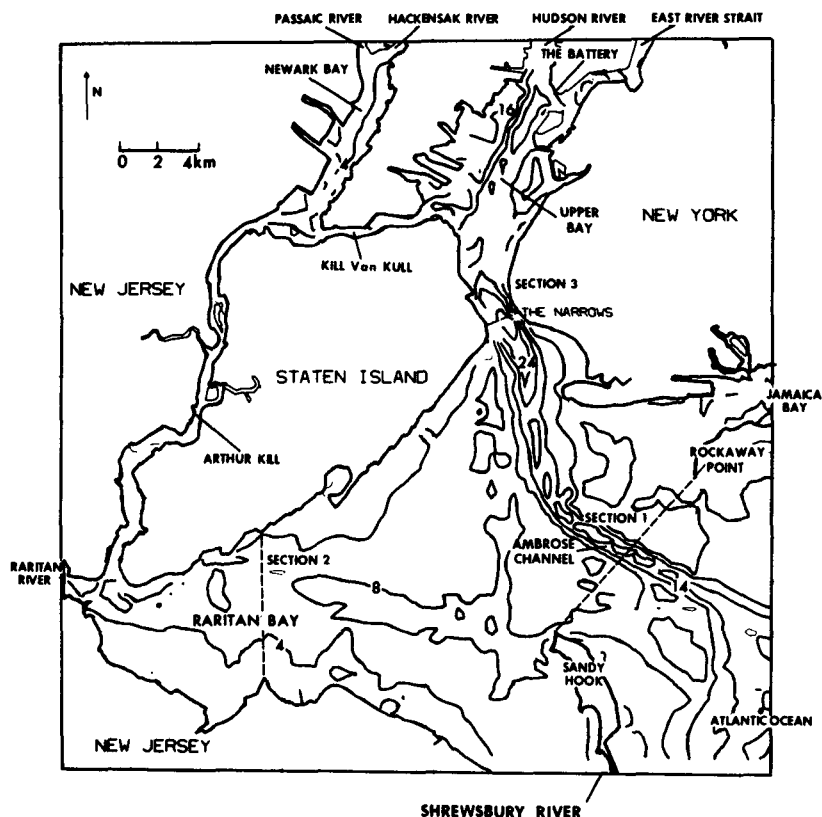 PASSAIC RIVER
HACKENSAK RIVER
HUDSON RIVER
EAST RIVER STRAIT
THE BATTERY
NEWARK BAY
N
16
0 2 4km
UPPER
BAY
NEW YORK
KILL Van KULL
NEW JERSEY
SECTION 3
THE NARROWS
24
STATEN ISLAND
JAMAICA
BAY
ROCKAWAY
POINT
ARTHUR KILL
SECTION 1
AMBROSE
CHANNEL
RARITAN
RIVER
SECTION 2
8
14
RARITAN BAY
4
SANDY
HOOK
ATLANTIC OCEAN
NEW JERSEY
SHREWSBURY RIVER